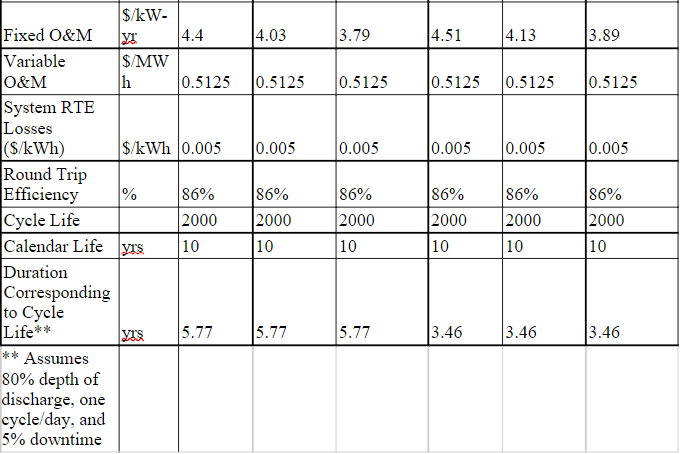 $/kW-
Fixed O&M yr 4.4 4.03 3.79 4.51 4.13 3.89
Variable $/MW
O&M h 0.5125 0.5125 0.5125 0.5125 0.5125 0.5125
System RTE
Losses
($/kWh) $/kWh 0.005 0.005 0.005 0.005 0.005 0.005
Round Trip
Efficiency % 86% 86% 86% 86% 86% 86%
Cycle Life 2000 2000 2000 2000 2000 2000
Calendar Life yrs 10 10 10 10 10 10
Duration
Corresponding
to Cycle
Life** yrs 5.77 5.77 5.77 3.46 3.46 3.46
** Assumes
80% depth of
discharge, one
cycle/day, and
5% downtime